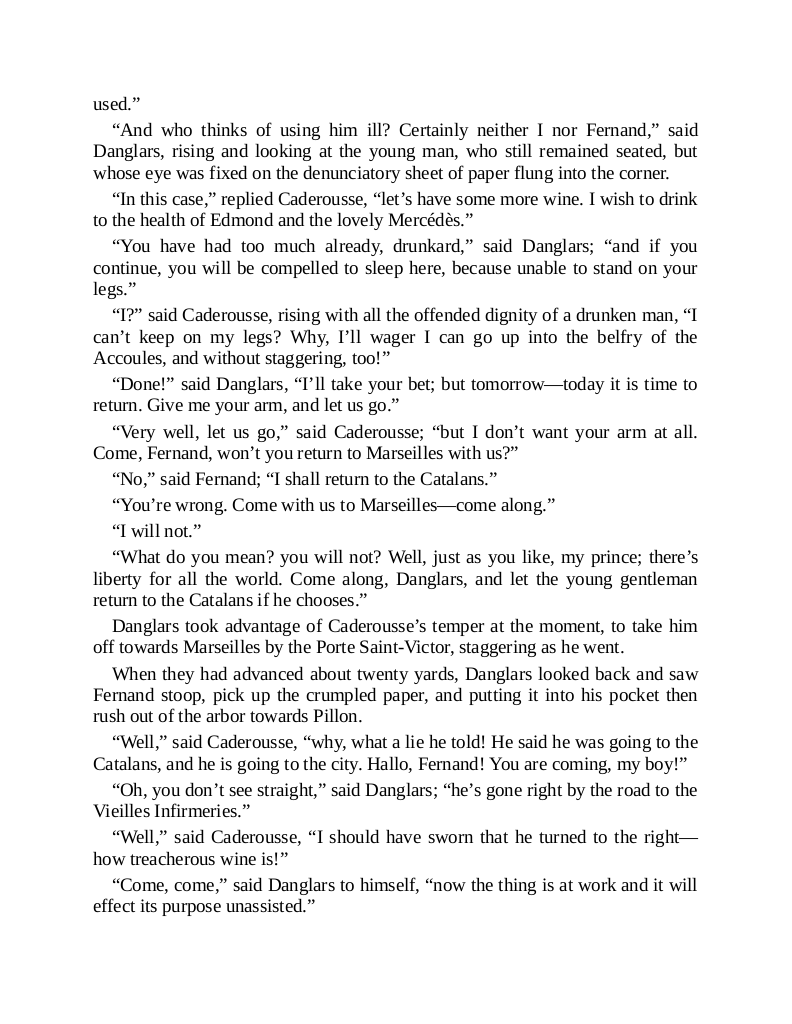 used.”
“And who thinks of using him ill? Certainly neither I nor Fernand,” said
Danglars, rising and looking at the young man, who still remained seated, but
whose eye was fixed on the denunciatory sheet of paper flung into the corner.
“In this case,” replied Caderousse, “let’s have some more wine. I wish to drink
to the health of Edmond and the lovely Mercédès.”
“You have had too much already, drunkard,” said Danglars; “and if you
continue, you will be compelled to sleep here, because unable to stand on your
legs.”
“I?” said Caderousse, rising with all the offended dignity of a drunken man, “I
can’t keep on my legs? Why, I’ll wager I can go up into the belfry of the
Accoules, and without staggering, too!”
“Done!” said Danglars, “I’ll take your bet; but tomorrow—today it is time to
return. Give me your arm, and let us go.”
“Very well, let us go,” said Caderousse; “but I don’t want your arm at all.
Come, Fernand, won’t you return to Marseilles with us?”
“No,” said Fernand; “I shall return to the Catalans.”
“You’re wrong. Come with us to Marseilles—come along.”
“I will not.”
“What do you mean? you will not? Well, just as you like, my prince; there’s
liberty for all the world. Come along, Danglars, and let the young gentleman
return to the Catalans if he chooses.”
Danglars took advantage of Caderousse’s temper at the moment, to take him
off towards Marseilles by the Porte Saint-Victor, staggering as he went.
When they had advanced about twenty yards, Danglars looked back and saw
Fernand stoop, pick up the crumpled paper, and putting it into his pocket then
rush out of the arbor towards Pillon.
“Well,” said Caderousse, “why, what a lie he told! He said he was going to the
Catalans, and he is going to the city. Hallo, Fernand! You are coming, my boy!”
“Oh, you don’t see straight,” said Danglars; “he’s gone right by the road to the
Vieilles Infirmeries.”
“Well,” said Caderousse, “I should have sworn that he turned to the right—
how treacherous wine is!”
“Come, come,” said Danglars to himself, “now the thing is at work and it will
effect its purpose unassisted.”